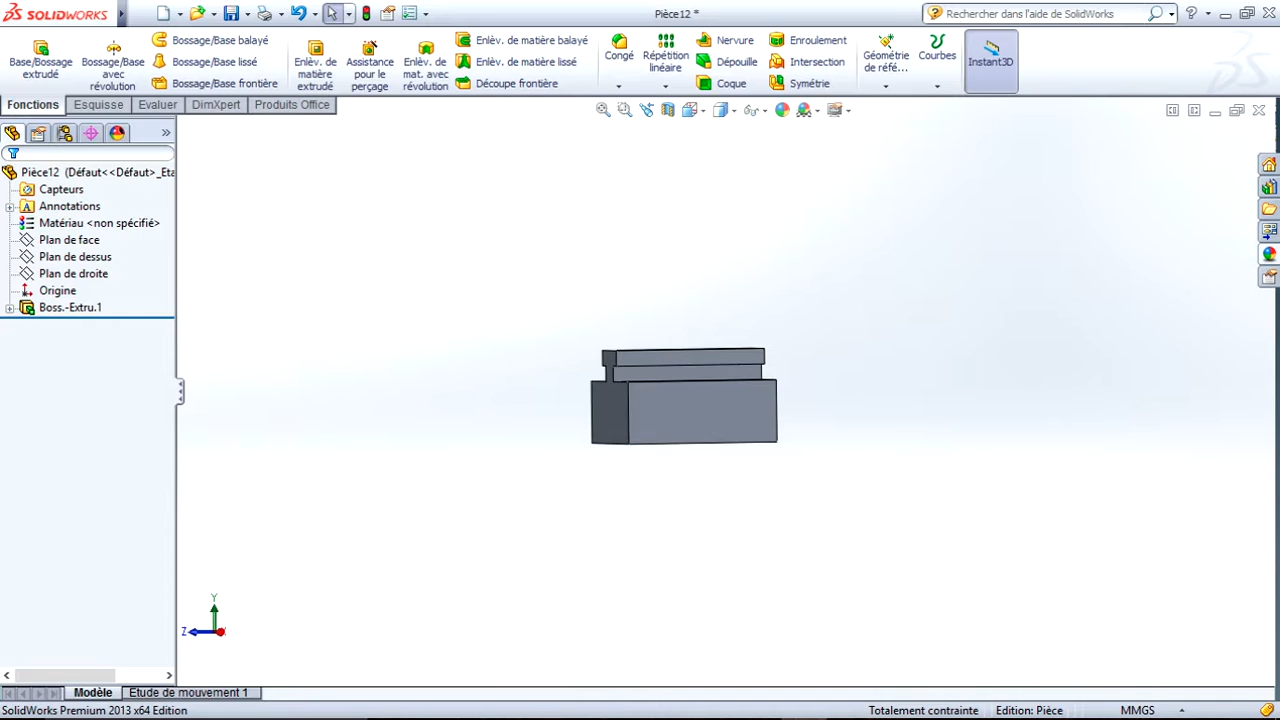 SOLIDWORKS
Pièce12 *
Rechercher dans l'aide de SolidWorks
Base/Bossage extrudé
Bossage/Base avec révolution
Bossage/Base balayé
Bossage/Base lissé
Bossage/Base frontière
Enlèv. de matière extrudé
Assistance pour le perçage
Enlèv. de mat. avec révolution
Enlèv. de matière balayé
Enlèv. de matière lissé
Découpe frontière
Congé
Répétition linéaire
Nervure
Dépouille
Coque
Enroulement
Intersection
Symétrie
Géométrie de réfé...
Courbes
Instant3D
Fonctions
Esquisse
Evaluer
DimXpert
Produits Office
Pièce12 (Défaut<<Défaut>_Eta
Capteurs
Annotations
Matériau <non spécifié>
Plan de face
Plan de dessus
Plan de droite
Origine
Boss.-Extru.1
Y
Z
Modèle
Etude de mouvement 1
SolidWorks Premium 2013 x64 Edition
Totalement contrainte
Edition: Pièce
MMGS